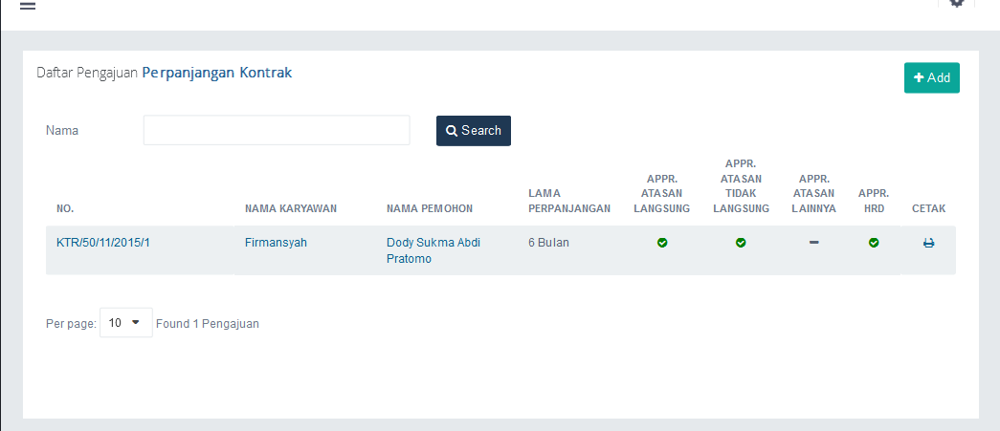 Daftar Pengajuan Perpanjangan Kontrak
Add
Nama
Search
NO.
NAMA KARYAWAN
NAMA PEMOHON
LAMA
PERPANJANGAN
APPR.
ATASAN
LANGSUNG
APPR.
ATASAN
TIDAK
LANGSUNG
APPR.
ATASAN
LAINNYA
APPR.
HRD
CETAK
KTR/50/11/2015/1
Firmansyah
Dody Sukma Abdi
Pratomo
6 Bulan
Per page: 10 Found 1 Pengajuan